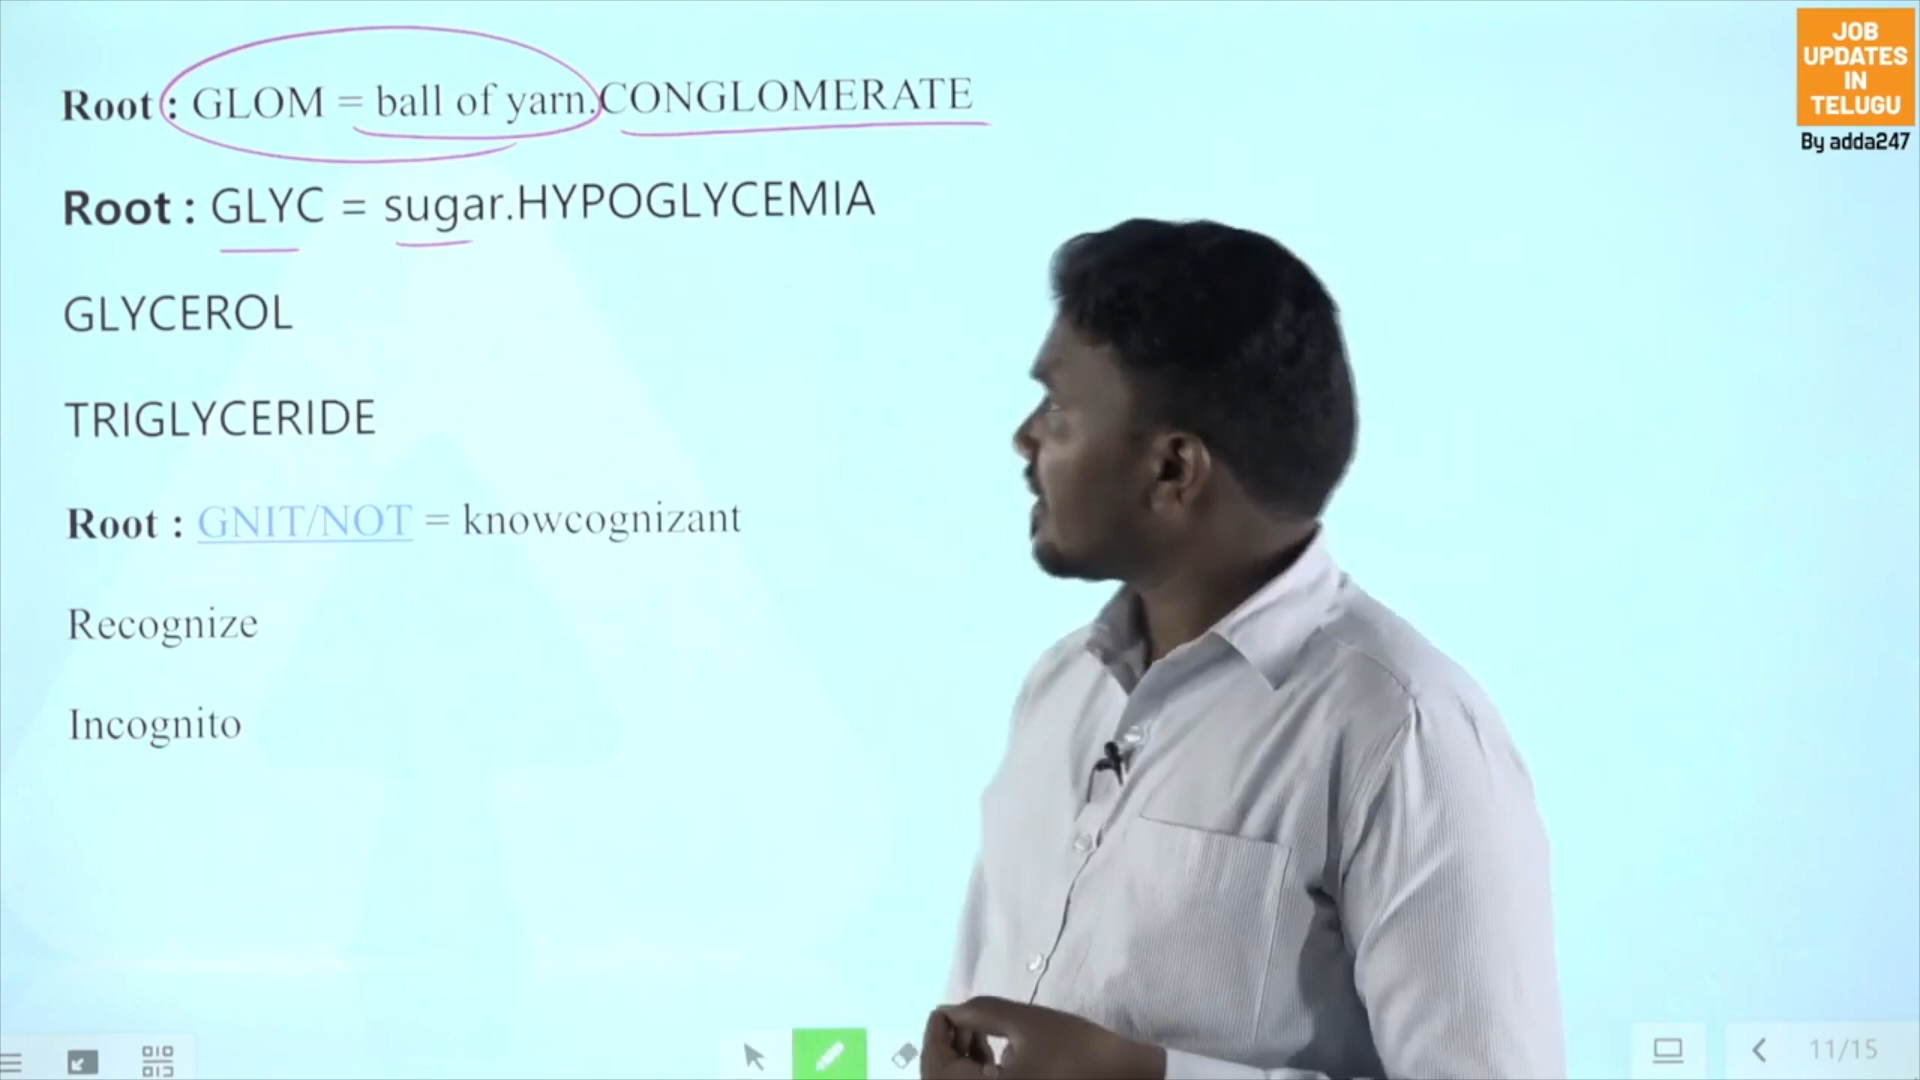 Root : GLOM = ball of yarn.CONGLOMERATE
Root : GLYC = sugar.HYPOGLYCEMIA
GLYCEROL
TRIGLYCERIDE
Root : GNIT/NOT = knowcognizant
Recognize
Incognito
JOB
UPDATES
IN
TELUGU
By adda247
11/15